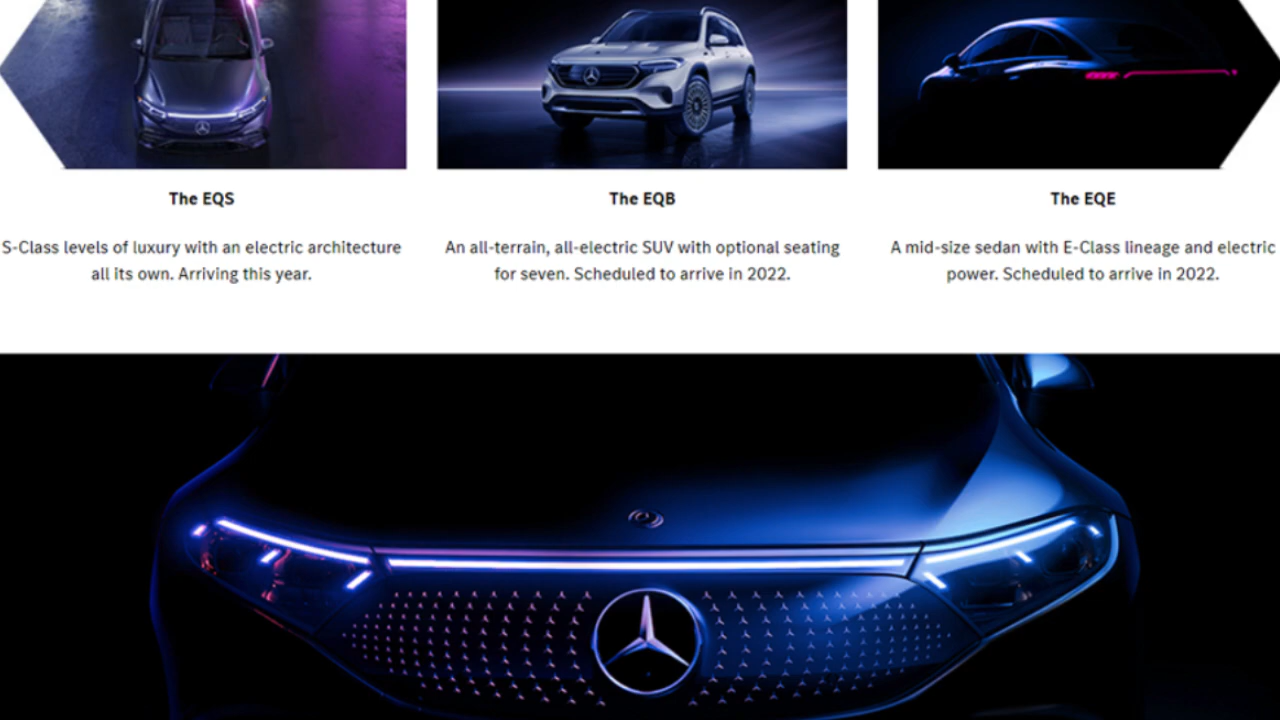 The EQS
S-Class levels of luxury with an electric architecture
all its own. Arriving this year.
The EQB
An all-terrain, all-electric SUV with optional seating
for seven. Scheduled to arrive in 2022.
The EQE
A mid-size sedan with E-Class lineage and electric
power. Scheduled to arrive in 2022.